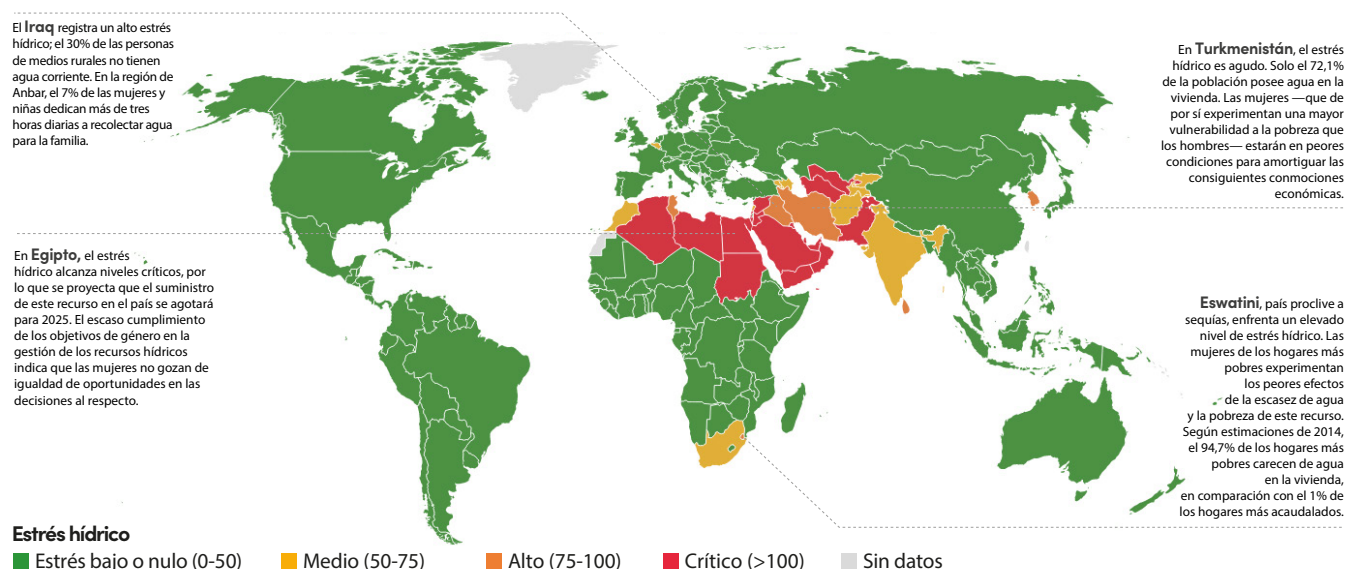 El Iraq registra un alto estrés
hídrico; el 30% de las personas
de medios rurales no tienen
agua corriente. En la región de
Anbar, el 7% de las mujeres y
niñas dedican más de tres
horas diarias a recolectar agua
para la familia.
En Turkmenistán, el estrés
hídrico es agudo. Solo el 72,1%
de la población posee agua en la
vivienda. Las mujeres —que de
por sí experimentan una mayor
vulnerabilidad a la pobreza que
los hombres— estarán en peores
condiciones para amortiguar las
consiguientes conmociones
económicas.
En Egipto, el estrés
hídrico alcanza niveles críticos, por
lo que se proyecta que el suministro
de este recurso en el país se agotará
para 2025. El escaso cumplimiento
de los objetivos de género en la
gestión de los recursos hídricos
indica que las mujeres no gozan de
igualdad de oportunidades en las
decisiones al respecto.
Eswatini, país proclive a
sequías, enfrenta un elevado
nivel de estrés hídrico. Las
mujeres de los hogares más
pobres experimentan
los peores efectos
de la escasez de agua
y la pobreza de este recurso.
Según estimaciones de 2014,
el 94,7% de los hogares más
pobres carecen de agua
en la vivienda,
en comparación con el 1% de
los hogares más acaudalados.
Estrés hídrico
Estrés bajo o nulo (0-50)
Medio (50-75)
Alto (75-100)
Crítico (>100)
Sin datos